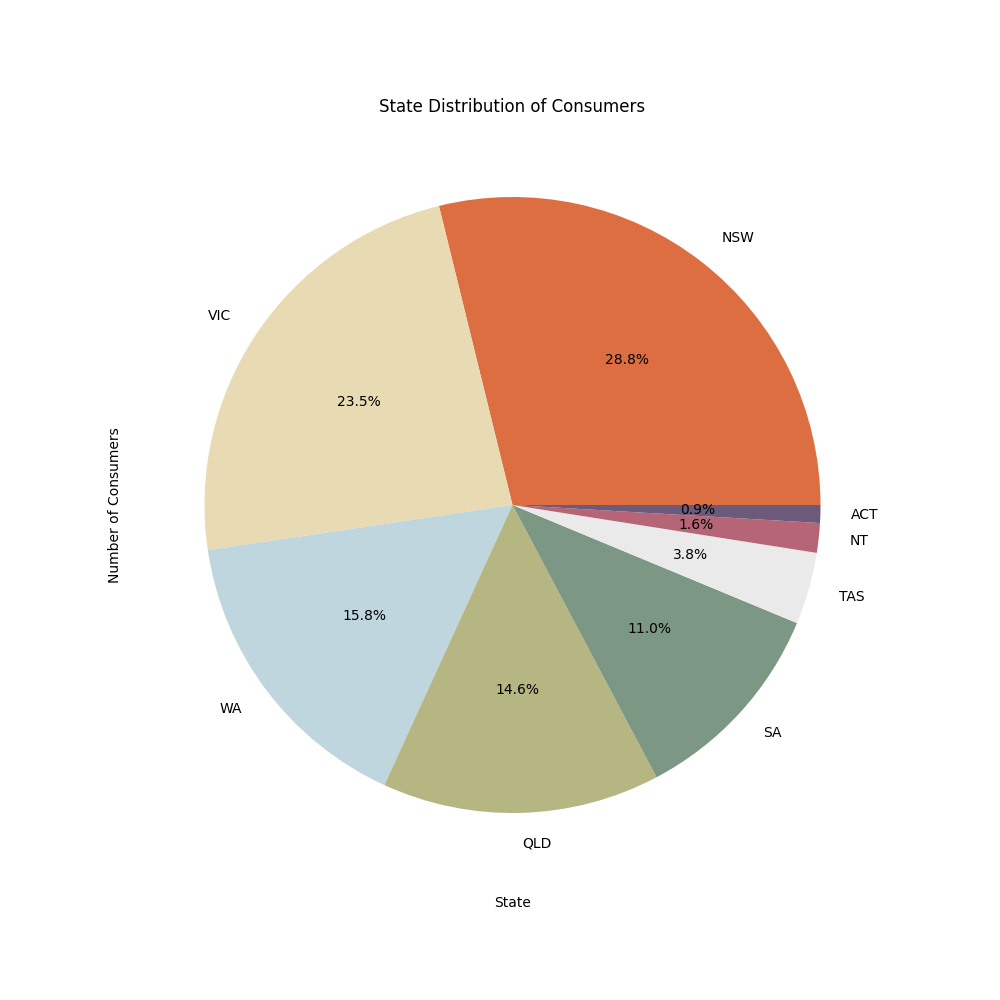 State Distribution of Consumers
NSW
28.8%
VIC
23.5%
WA
15.8%
QLD
14.6%
SA
11.0%
TAS
3.8%
NT
1.6%
ACT
0.9%
Number of Consumers
State